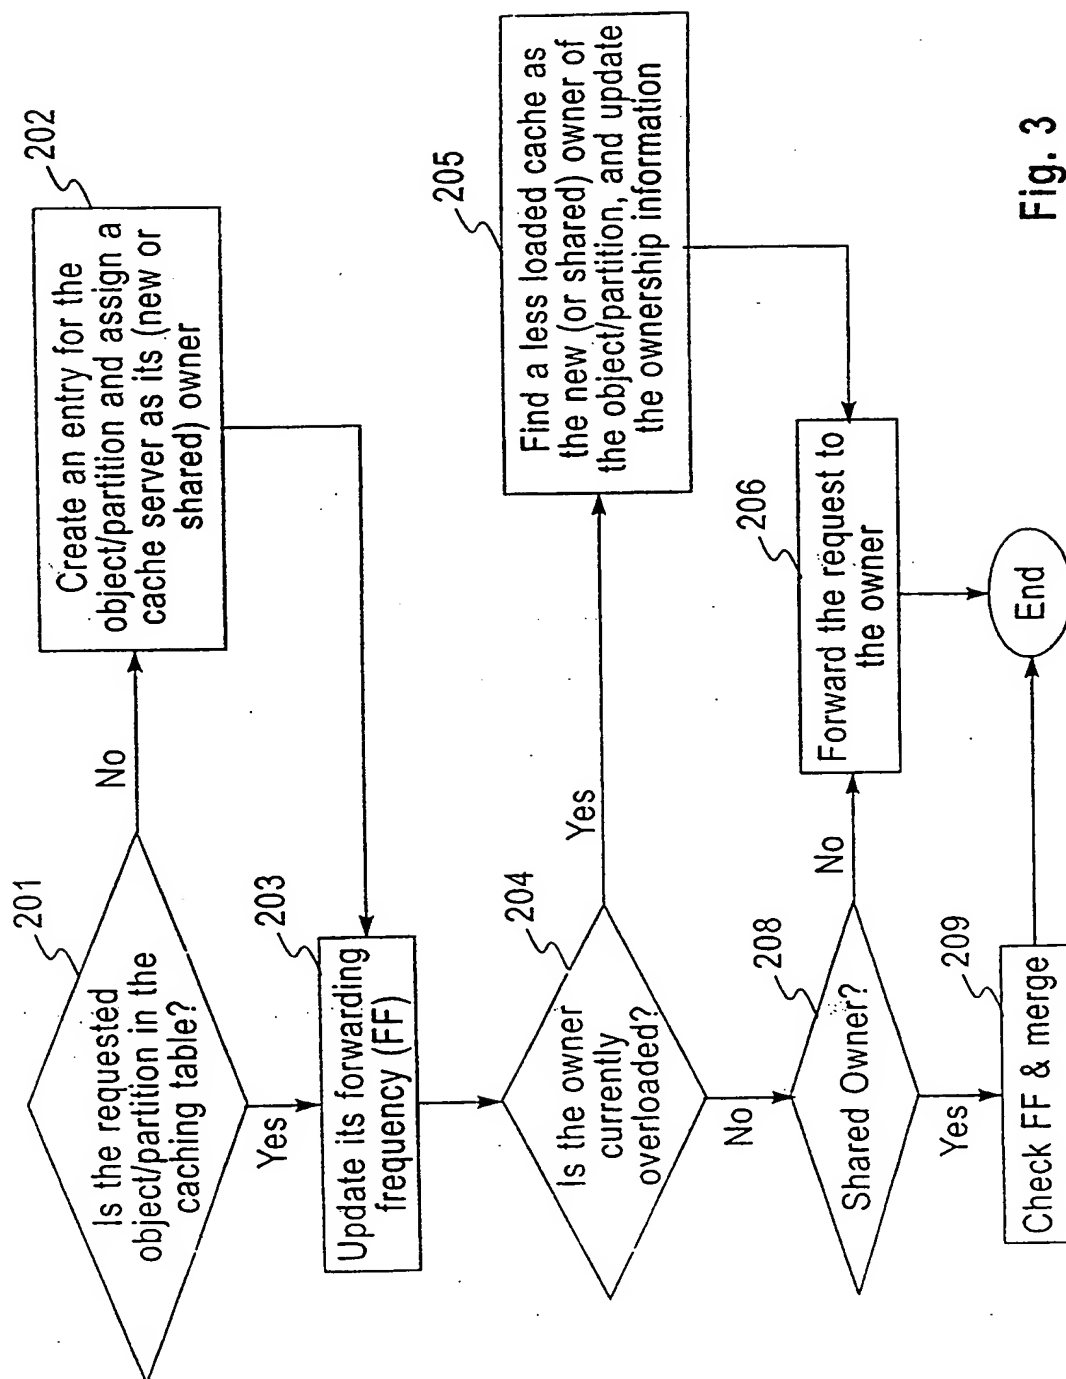 201
Is the requested
object/partition in the
caching table?
No
202
Create an entry for the
object/partition and assign a
cache server as its (new or
shared) owner
Yes
203
Update its forwarding
frequency (FF)
204
Is the owner
currently
overloaded?
Yes
205
Find a less loaded cache as
the new (or shared) owner of
the object/partition, and update
the ownership information
No
208
Shared Owner?
No
206
Forward the request to
the owner
Yes
209
Check FF & merge
End
Fig. 3